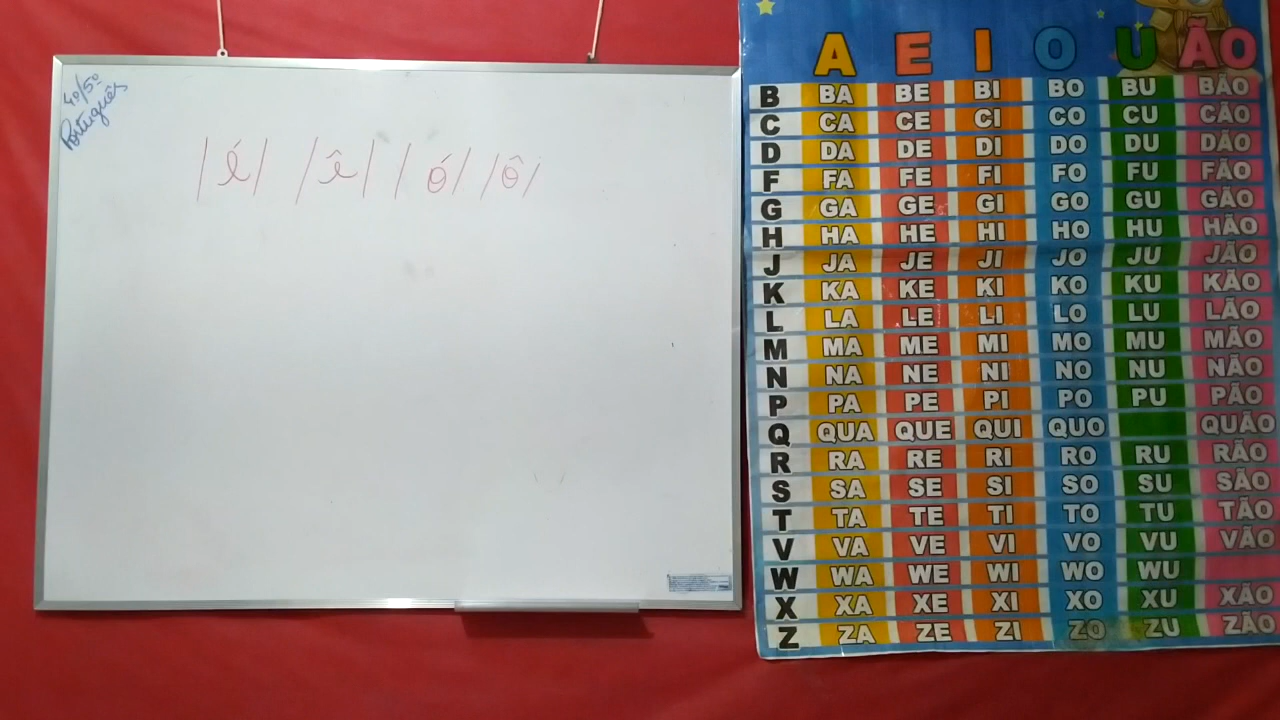 4º/5º
Português
/é/ /ê/ /ó/ /ô/
A E I O U ÃO
B BA BE BI BO BU BÃO
C CA CE CI CO CU CÃO
D DA DE DI DO DU DÃO
F FA FE FI FO FU FÃO
G GA GE GI GO GU GÃO
H HA HE HI HO HU HÃO
J JA JE JI JO JU JÃO
K KA KE KI KO KU KÃO
L LA LE LI LO LU LÃO
M MA ME MI MO MU MÃO
N NA NE NI NO NU NÃO
P PA PE PI PO PU PÃO
Q QUA QUE QUI QUO QUÃO
R RA RE RI RO RU RÃO
S SA SE SI SO SU SÃO
T TA TE TI TO TU TÃO
V VA VE VI VO VU VÃO
W WA WE WI WO WU
X XA XE XI XO XU XÃO
Z ZA ZE ZI ZO ZU ZÃO